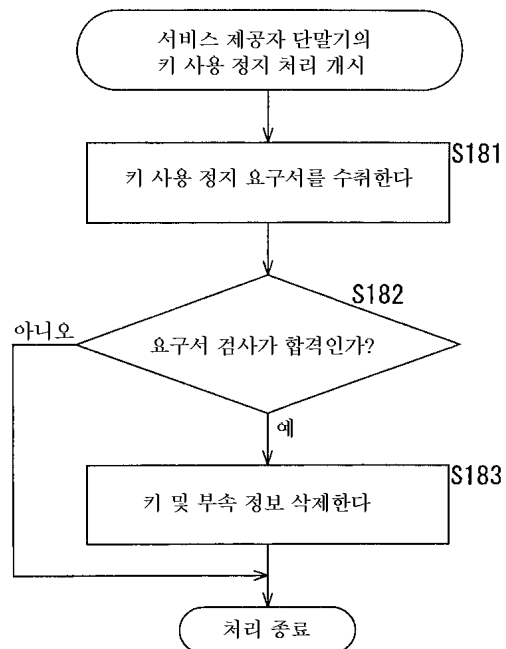 서비스 제공자 단말기의
키 사용 정지 처리 개시
S181
키 사용 정지 요구서를 수취한다
S182
아니오
요구서 검사가 합격인가?
예
S183
키 및 부속 정보 삭제한다
처리 종료